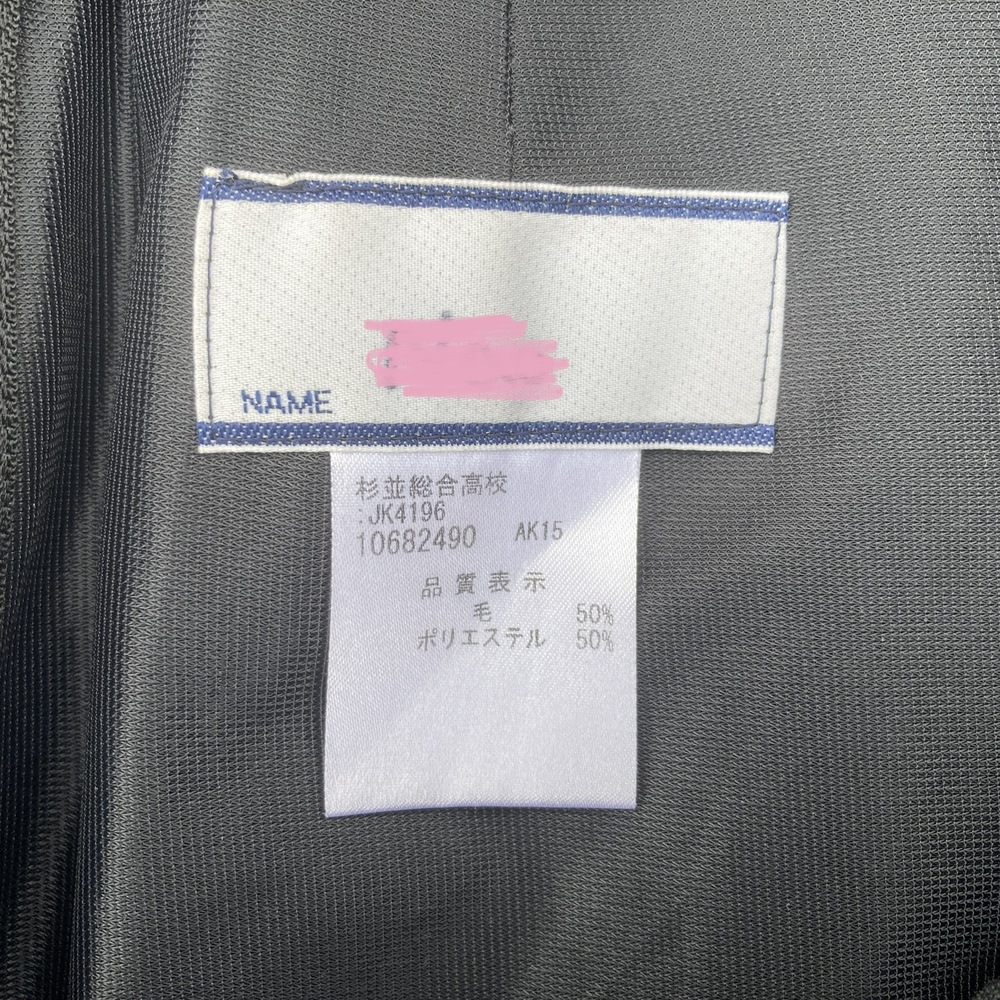 NAME
杉並総合高校
:JK4196
10682490 AK15
品質表示
毛 50%
ポリエステル 50%